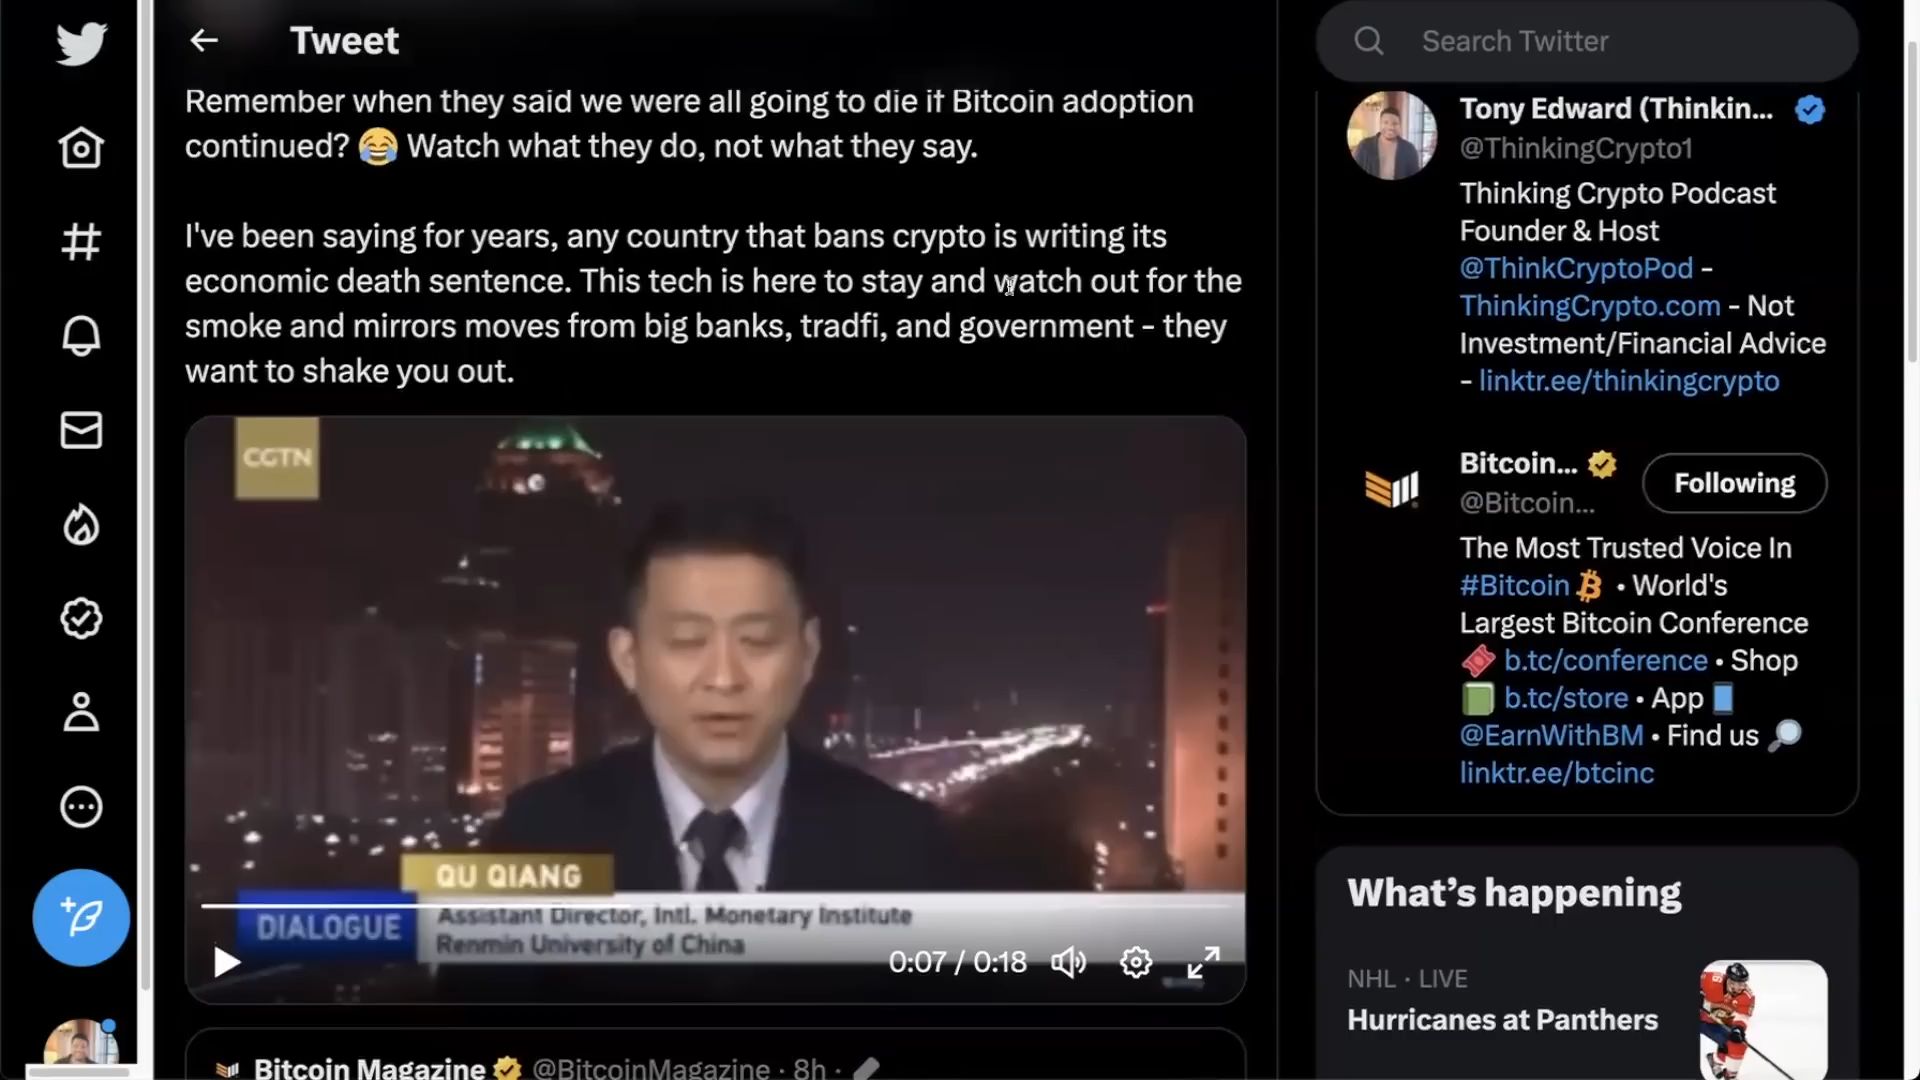 Tweet
Remember when they said we were all going to die if Bitcoin adoption
continued? 😂 Watch what they do, not what they say.
I've been saying for years, any country that bans crypto is writing its
economic death sentence. This tech is here to stay and watch out for the
smoke and mirrors moves from big banks, tradfi, and government - they
want to shake you out.
CGTN
QU QIANG
DIALOGUE
Assistant Director, Intl. Monetary Institute
Renmin University of China
0:07 / 0:18
Bitcoin Magazine @BitcoinMagazine · 8h ·
Search Twitter
Tony Edward (Thinkin...
@ThinkingCrypto1
Thinking Crypto Podcast
Founder & Host
@ThinkCryptoPod -
ThinkingCrypto.com - Not
Investment/Financial Advice
- linktr.ee/thinkingcrypto
Bitcoin...
@Bitcoin...
Following
The Most Trusted Voice In
#Bitcoin • World's
Largest Bitcoin Conference
🎟️ b.tc/conference • Shop
📗 b.tc/store • App 📘
@EarnWithBM • Find us 🔎
linktr.ee/btcinc
What's happening
NHL · LIVE
Hurricanes at Panthers